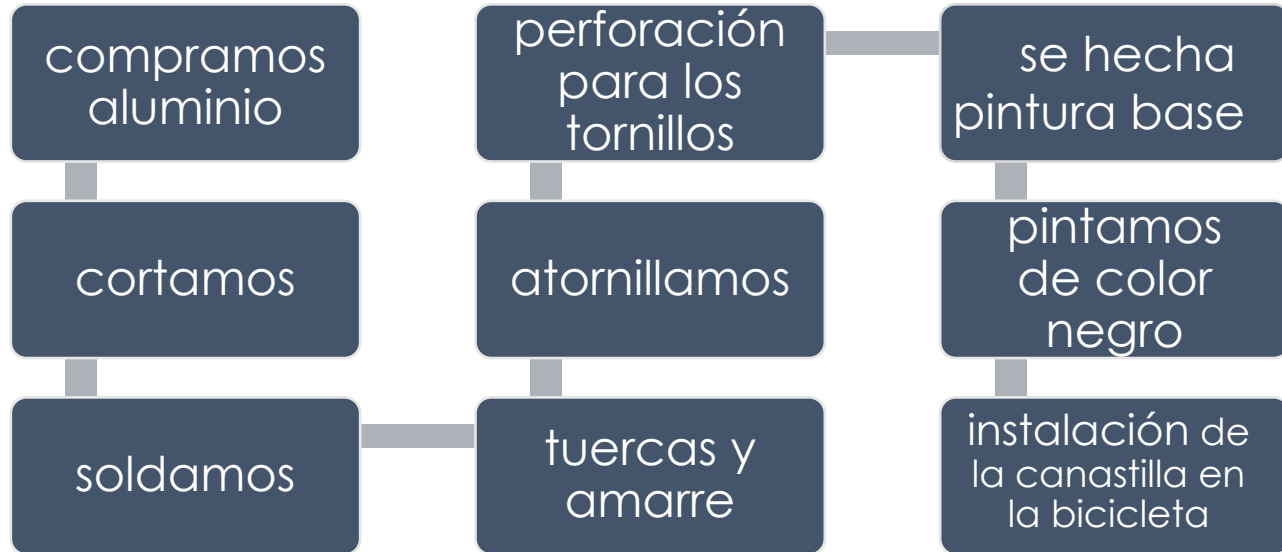 compramos
aluminio
cortamos
soldamos
tuercas y
amarre
atornillamos
perforación
para los
tornillos
se hecha
pintura base
pintamos
de color
negro
instalación de
la canastilla en
la bicicleta